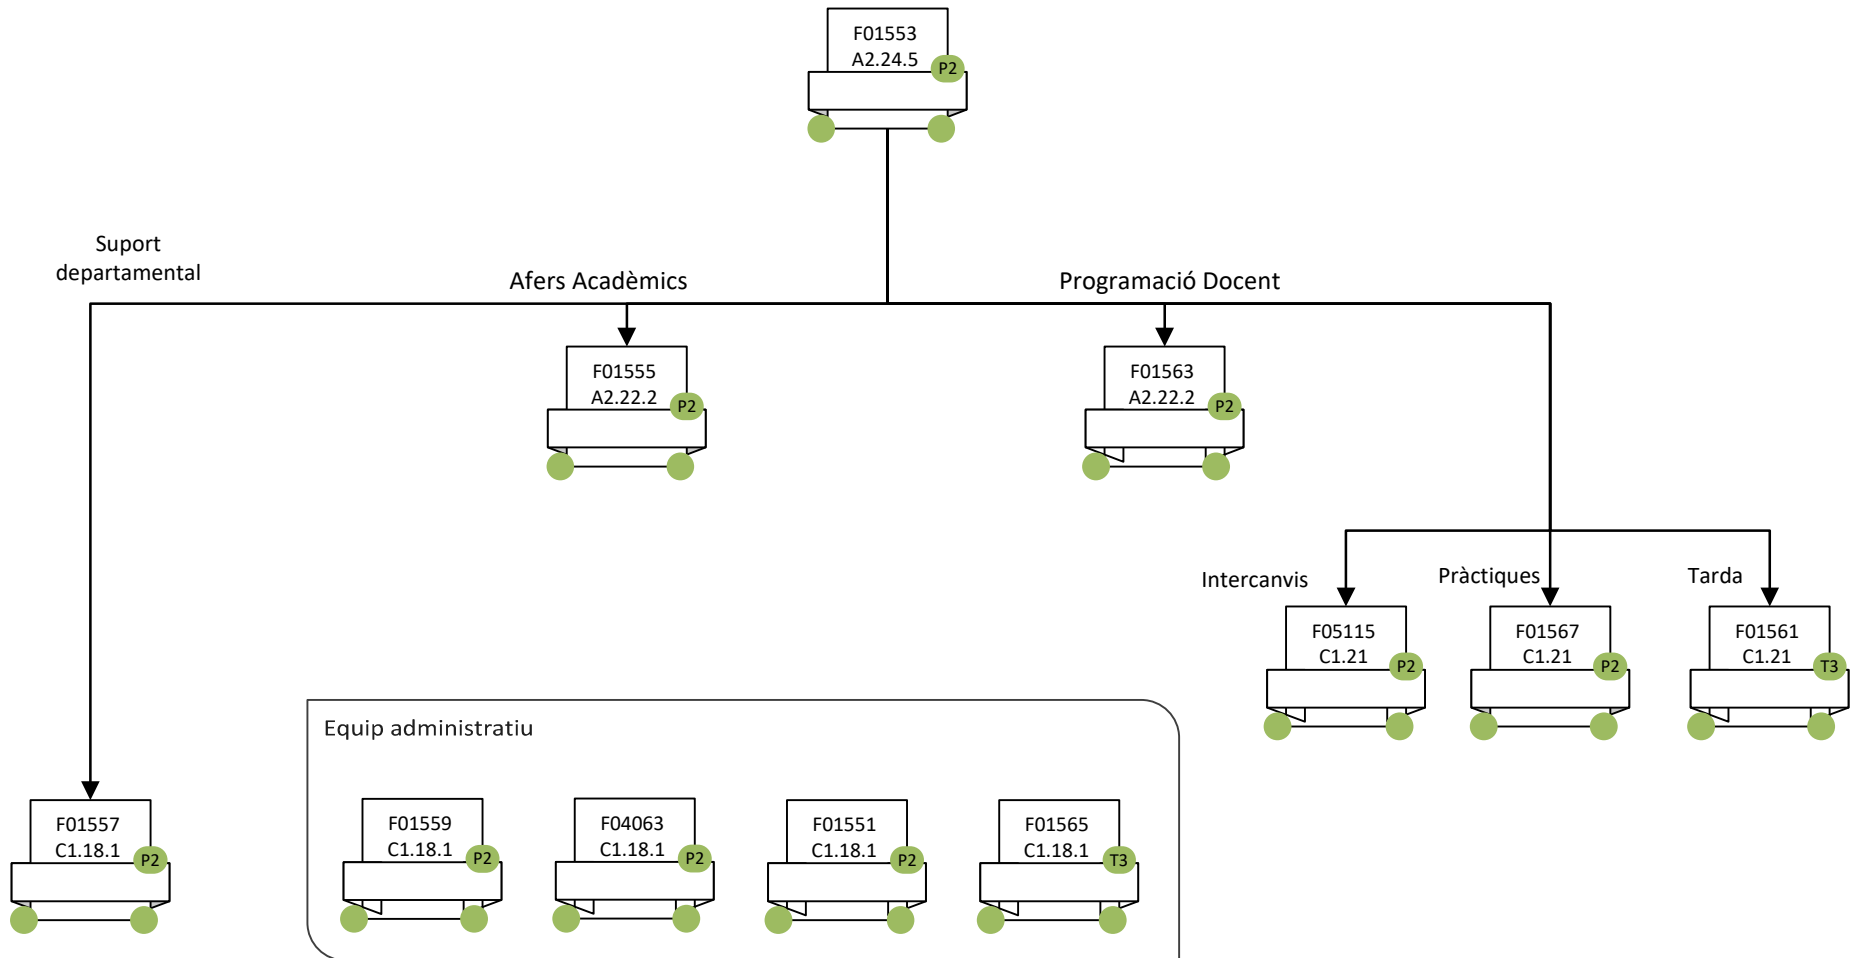 F01553
A2.24.5
P2
Suport
departamental
Afers Acadèmics
Programació Docent
F01555
A2.22.2
P2
F01563
A2.22.2
P2
Intercanvis
Pràctiques
Tarda
F05115
C1.21
P2
F01567
C1.21
P2
F01561
C1.21
T3
Equip administratiu
F01557
C1.18.1
P2
F01559
C1.18.1
P2
F04063
C1.18.1
P2
F01551
C1.18.1
P2
F01565
C1.18.1
T3